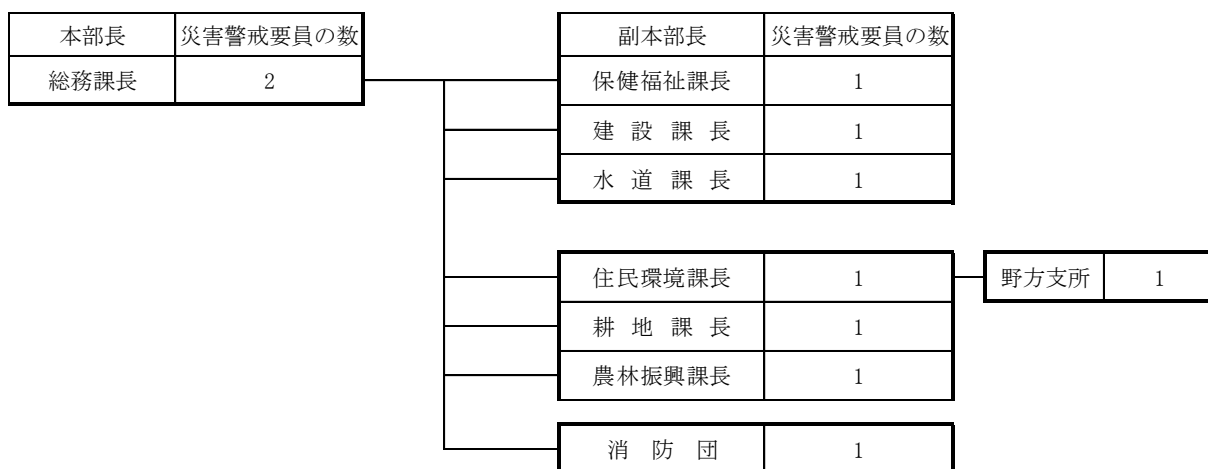 本部長 災害警戒要員の数 副本部長 災害警戒要員の数
総務課長 2 保健福祉課長 1
建設課長 1
水道課長 1
住民環境課長 1 野方支所 1
耕地課長 1
農林振興課長 1
消防団 1